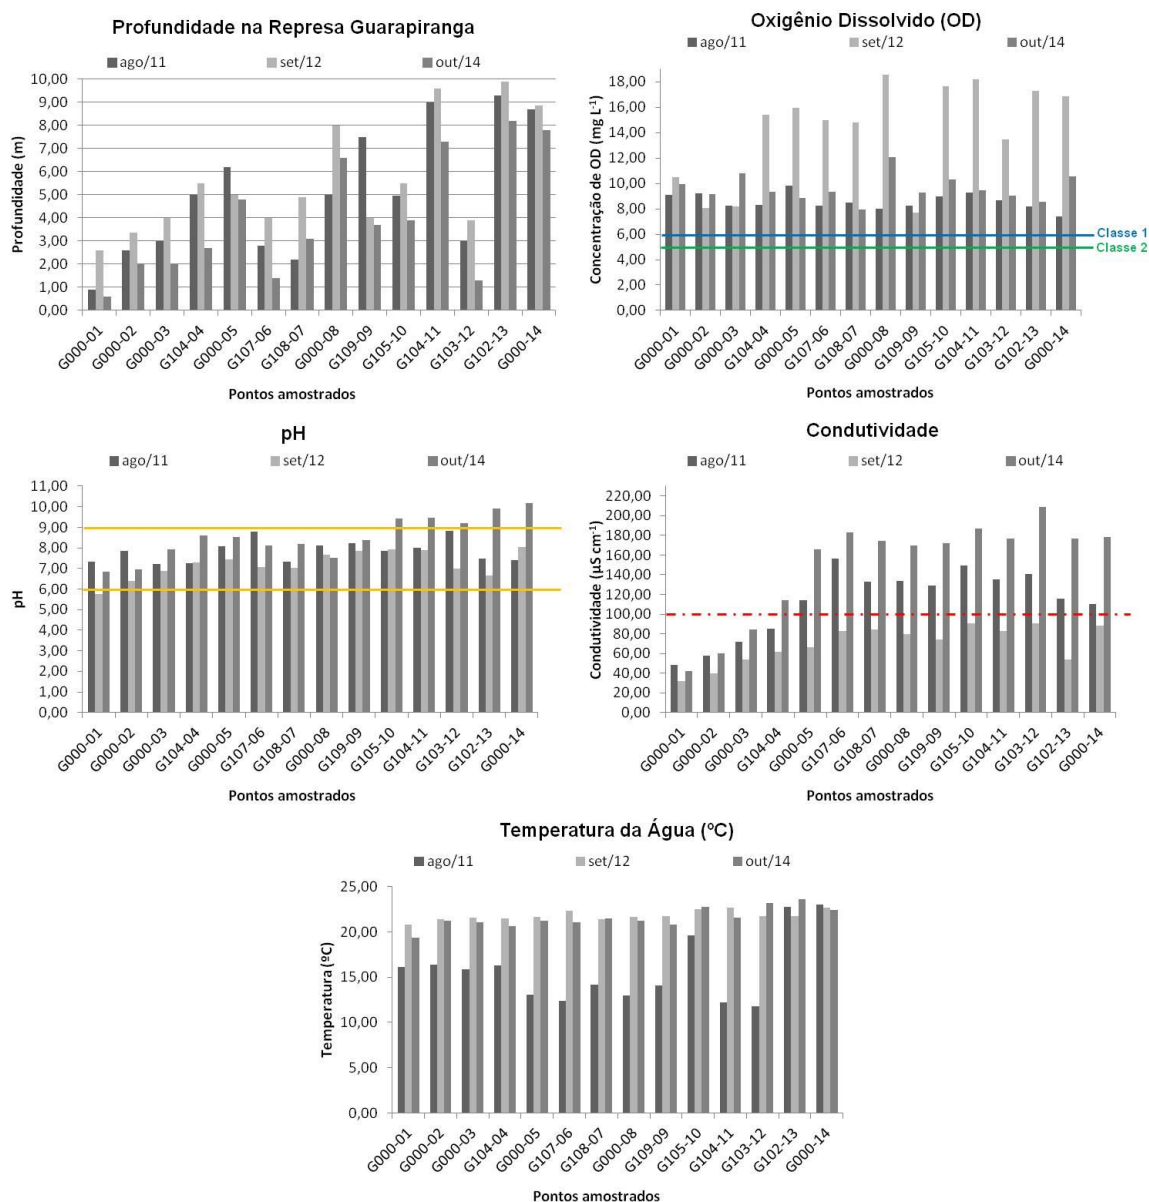 Profundidade na Represa Guarapiranga
ago/11 set/12 out/14
Profundidade (m)
10,00
9,00
8,00
7,00
6,00
5,00
4,00
3,00
2,00
1,00
0,00
G000-01 G000-02 G000-03 G104-04 G000-05 G107-06 G108-07 G000-08 G109-09 G105-10 G104-11 G103-12 G102-13 G000-14
Pontos amostrados
Oxigênio Dissolvido (OD)
ago/11 set/12 out/14
Concentração de OD (mg L-1)
18,00
16,00
14,00
12,00
10,00
8,00
6,00
4,00
2,00
0,00
Classe 1
Classe 2
G000-01 G000-02 G000-03 G104-04 G000-05 G107-06 G108-07 G000-08 G109-09 G105-10 G104-11 G103-12 G102-13 G000-14
Pontos amostrados
pH
ago/11 set/12 out/14
pH
11,00
10,00
9,00
8,00
7,00
6,00
5,00
4,00
3,00
2,00
1,00
0,00
G000-01 G000-02 G000-03 G104-04 G000-05 G107-06 G108-07 G000-08 G109-09 G105-10 G104-11 G103-12 G102-13 G000-14
Pontos amostrados
Condutividade
ago/11 set/12 out/14
Condutividade (µS cm-1)
220,00
200,00
180,00
160,00
140,00
120,00
100,00
80,00
60,00
40,00
20,00
0,00
G000-01 G000-02 G000-03 G104-04 G000-05 G107-06 G108-07 G000-08 G109-09 G105-10 G104-11 G103-12 G102-13 G000-14
Pontos amostrados
Temperatura da Água (ºC)
ago/11 set/12 out/14
Temperatura (ºC)
25,00
20,00
15,00
10,00
5,00
0,00
G000-01 G000-02 G000-03 G104-04 G000-05 G107-06 G108-07 G000-08 G109-09 G105-10 G104-11 G103-12 G102-13 G000-14
Pontos amostrados